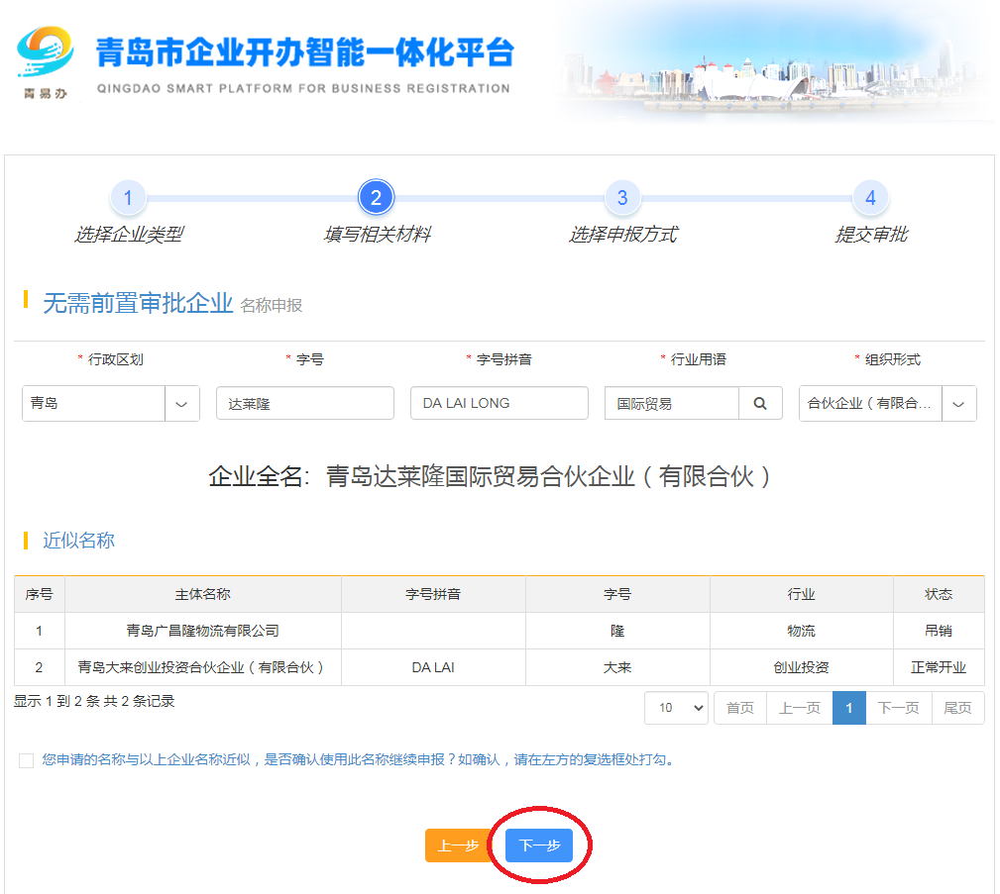 青岛市企业开办智能一体化平台
青易办
QINGDAO SMART PLATFORM FOR BUSINESS REGISTRATION
1 2 3 4
选择企业类型 填写相关材料 选择申报方式 提交审批
无需前置审批企业 名称申报
* 行政区划 * 字号 * 字号拼音 * 行业用语 * 组织形式
青岛 达莱隆 DA LAI LONG 国际贸易 合伙企业（有限合...
企业全名: 青岛达莱隆国际贸易合伙企业（有限合伙）
近似名称
序号 主体名称 字号拼音 字号 行业 状态
1 青岛广昌隆物流有限公司 隆 物流 吊销
2 青岛大来创业投资合伙企业（有限合伙） DA LAI 大来 创业投资 正常开业
显示 1 到 2 条 共 2 条记录
10 首页 上一页 1 下一页 尾页
您申请的名称与以上企业名称近似，是否确认使用此名称继续申报？如确认，请在左方的复选框处打勾。
上一步 下一步